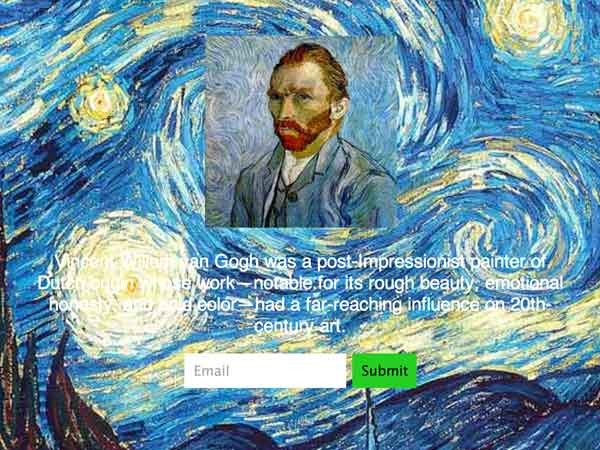 Vincent Willem van Gogh was a post-Impressionist painter of
Dutch origin whose work—notable for its rough beauty, emotional
honesty, and bold color—had a far-reaching influence on 20th-
century art.
Email
Submit